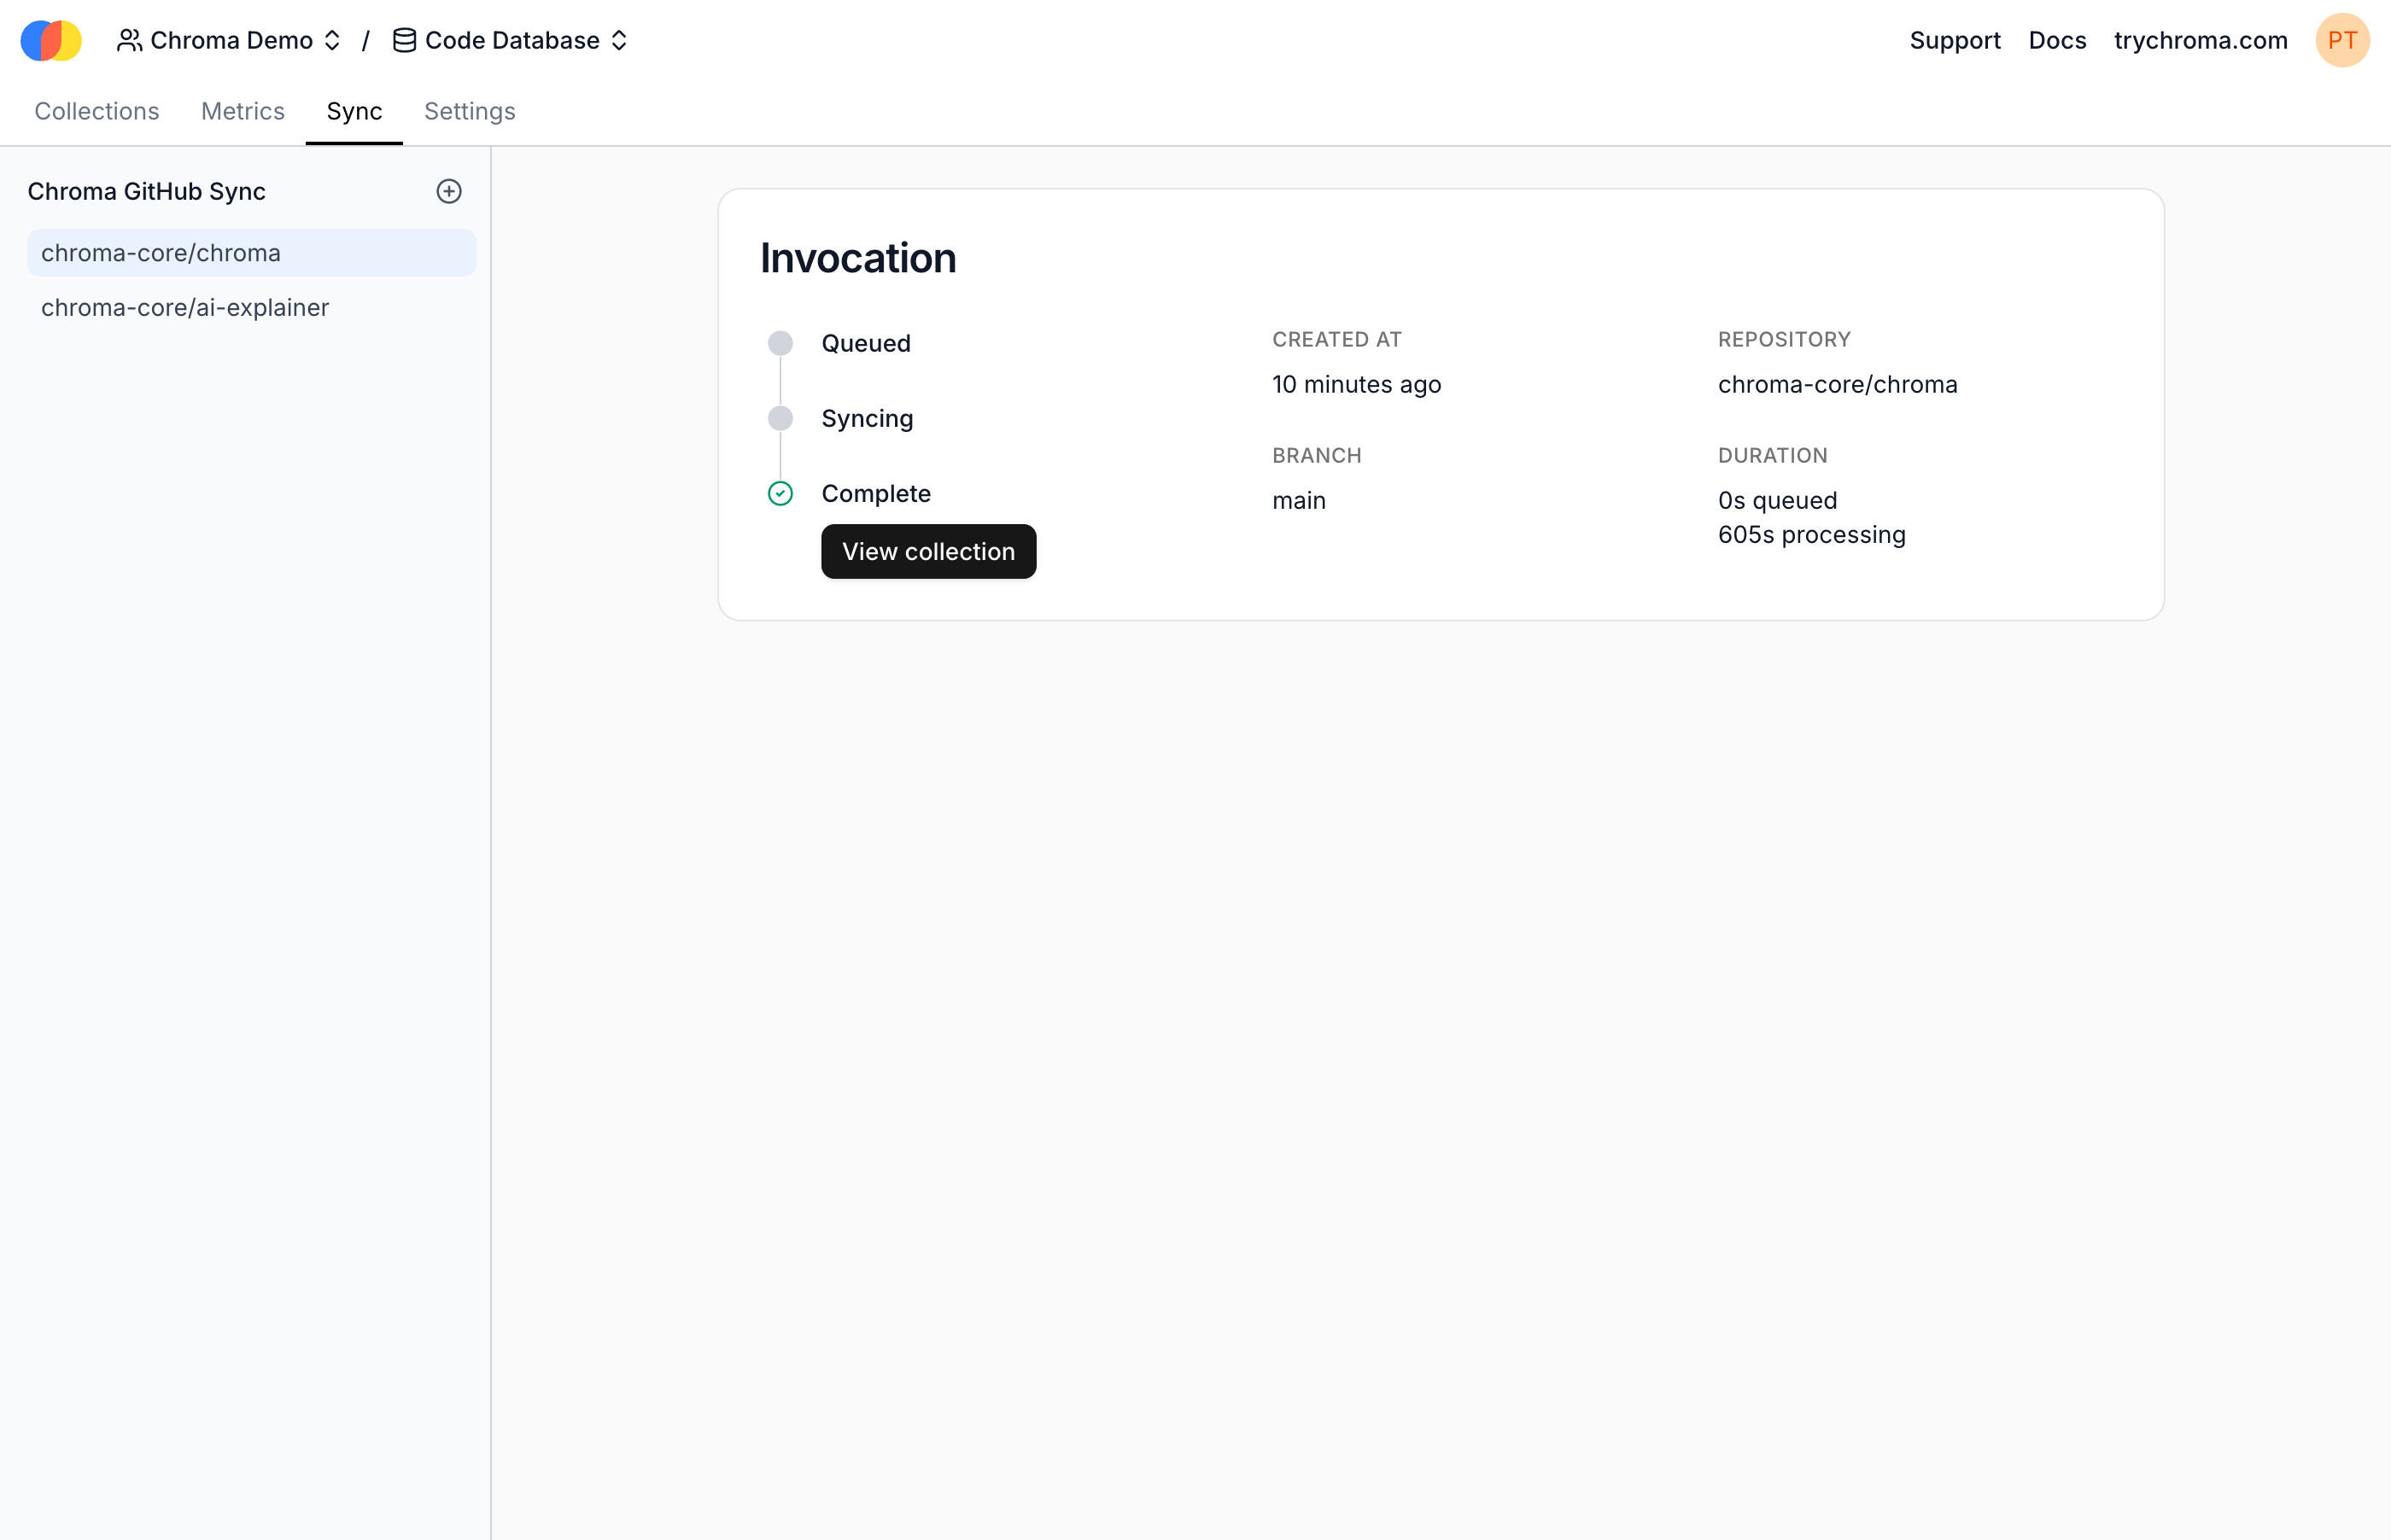 Chroma Demo / Code Database
Support Docs trychroma.com PT
Collections Metrics Sync Settings
Chroma GitHub Sync
chroma-core/chroma
chroma-core/ai-explainer
Invocation
Queued
Syncing
Complete
View collection
CREATED AT
10 minutes ago
BRANCH
main
REPOSITORY
chroma-core/chroma
DURATION
0s queued
605s processing